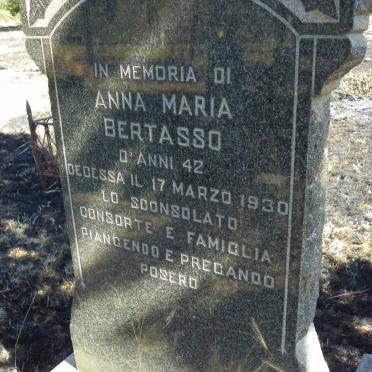 IN MEMORIA DI
ANNA MARIA
BERTASSO
D'ANNI 42
DECESSA IL 17 MARZO 1930
LO SCONSOLATO
CONSORTE E FAMIGLIA
PIANGENDO E PREGANDO
POSERO